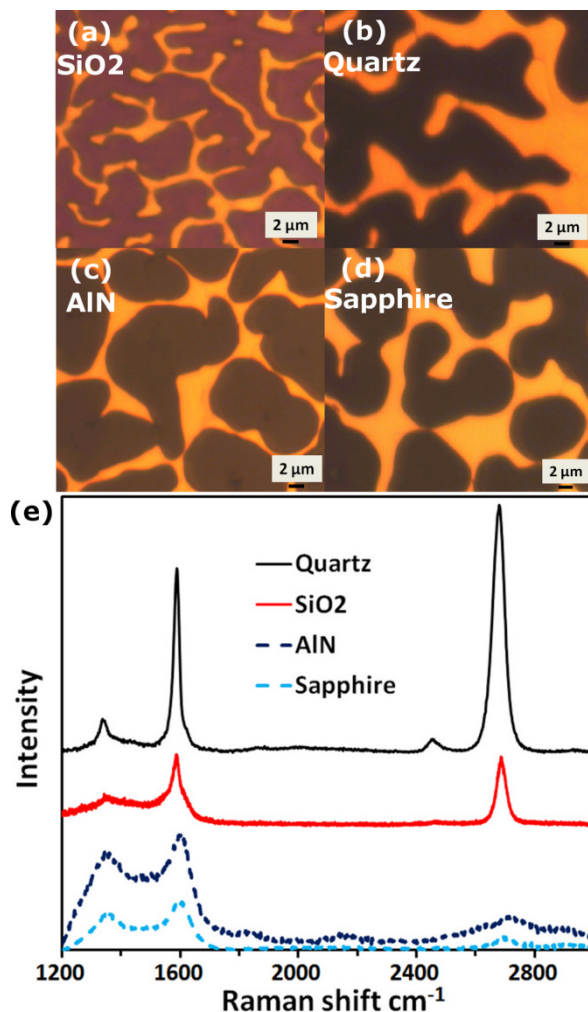 (a)
SiO2
2 μm
(b)
Quartz
2 μm
(c)
AlN
2 μm
(d)
Sapphire
2 μm
(e)
Quartz
SiO2
AlN
Sapphire
Intensity
1200 1600 2000 2400 2800
Raman shift cm⁻¹